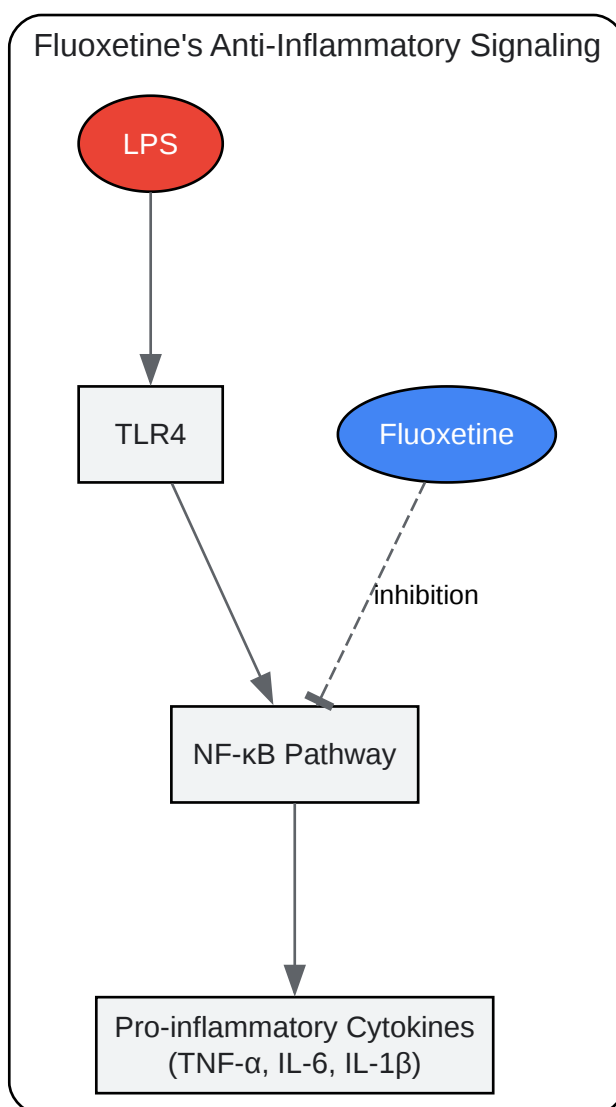 Fluoxetine's Anti-Inflammatory Signaling
LPS
TLR4
Fluoxetine
inhibition
NF-κB Pathway
Pro-inflammatory Cytokines
(TNF-α, IL-6, IL-1β)